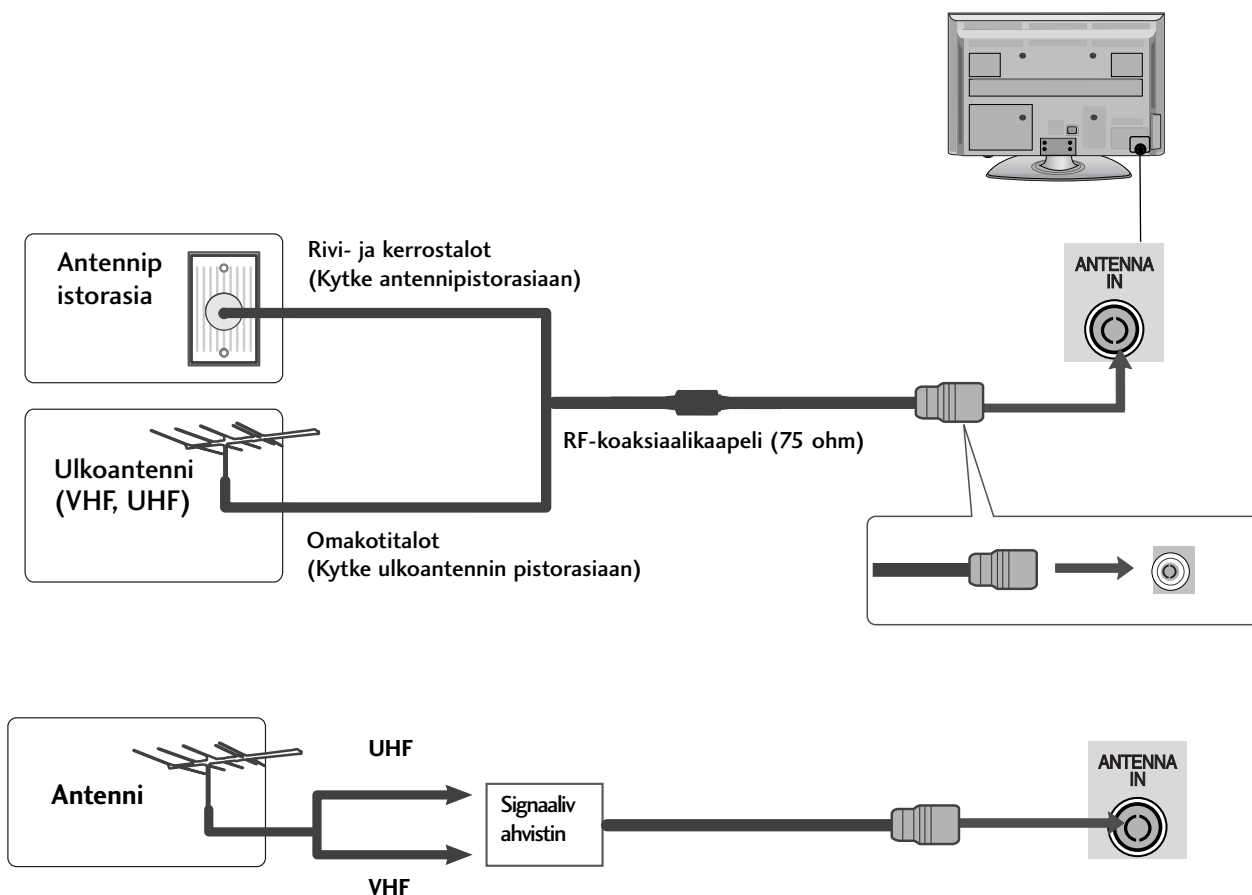 Antennip
istorasia
Rivi- ja kerrostalot
(Kytke antennipistorasiaan)
ANTENNA
IN
RF-koaksiaalikaapeli (75 ohm)
Ulkoantenni
(VHF, UHF)
Omakotitalot
(Kytke ulkoantennin pistorasiaan)
Antenni
UHF
VHF
Signaaliv
ahvistin
ANTENNA
IN